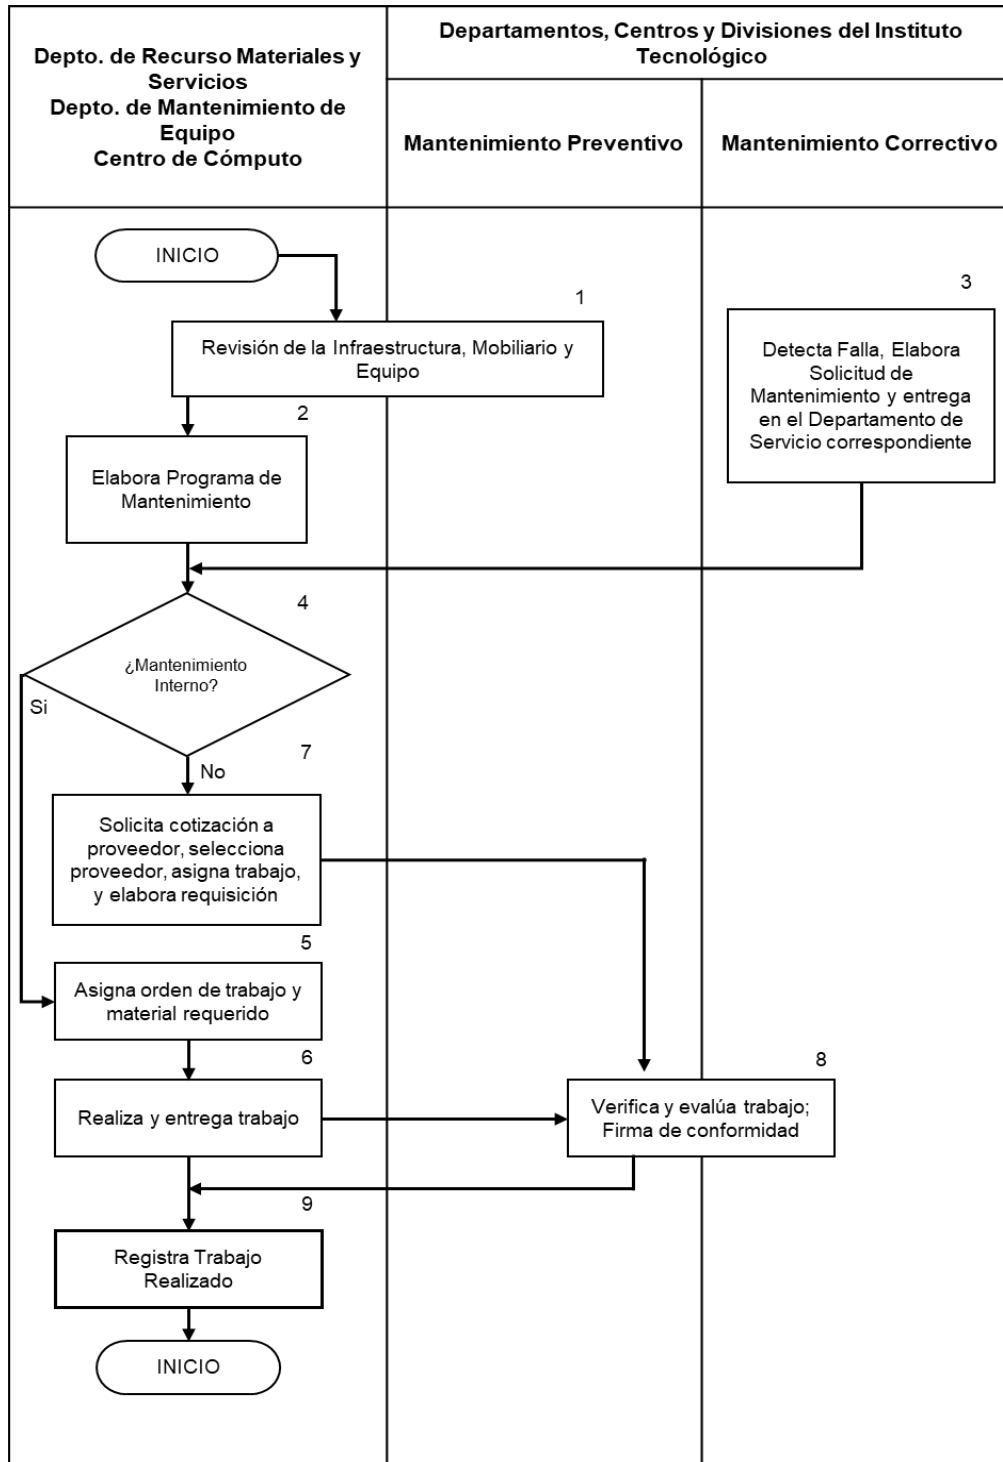 Depto. de Recurso Materiales y
Servicios
Depto. de Mantenimiento de
Equipo
Centro de Cómputo
Departamentos, Centros y Divisiones del Instituto
Tecnológico
Mantenimiento Preventivo
Mantenimiento Correctivo
INICIO
1
Revisión de la Infraestructura, Mobiliario y
Equipo
3
Detecta Falla, Elabora
Solicitud de
Mantenimiento y entrega
en el Departamento de
Servicio correspondiente
2
Elabora Programa de
Mantenimiento
4
¿Mantenimiento
Interno?
Si
No
7
Solicita cotización a
proveedor, selecciona
proveedor, asigna trabajo,
y elabora requisición
5
Asigna orden de trabajo y
material requerido
6
Realiza y entrega trabajo
8
Verifica y evalúa trabajo;
Firma de conformidad
9
Registra Trabajo
Realizado
INICIO